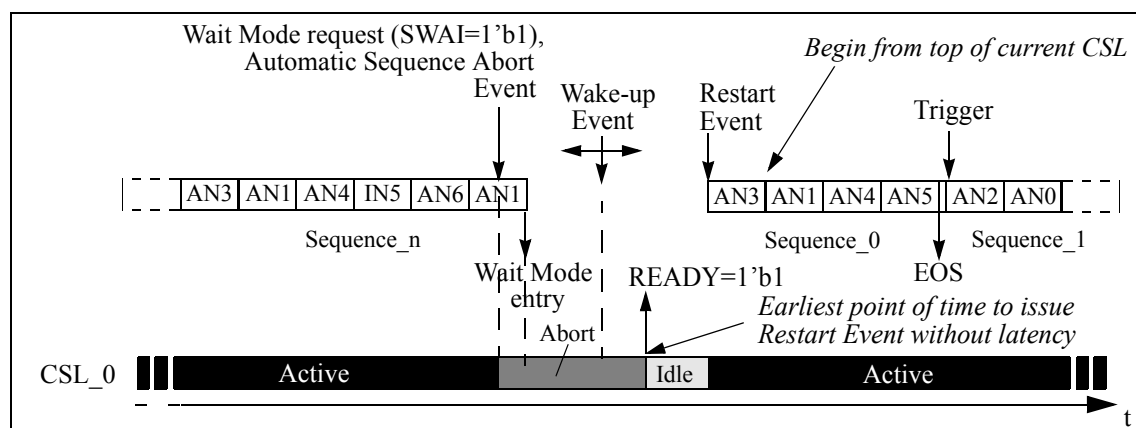 Wait Mode request (SWAI=1’b1),
Automatic Sequence Abort
Event
Wake-up
Event
Restart
Event
Begin from top of current CSL
Trigger
AN3 AN1 AN4 IN5 AN6 AN1
AN3 AN1 AN4 AN5 AN2 AN0
Sequence_n
Sequence_0
Sequence_1
Wait Mode
entry
READY=1’b1
EOS
Earliest point of time to issue
Restart Event without latency
Abort
CSL_0
Active
Idle
Active
t